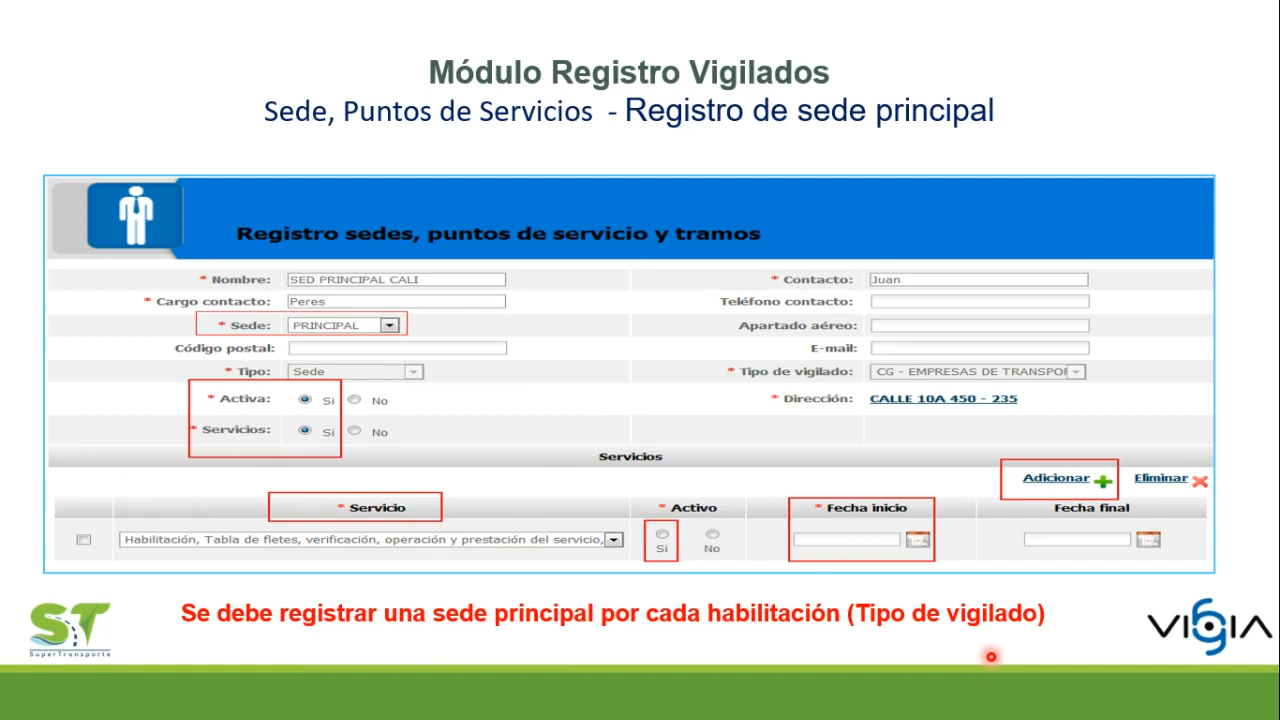 Módulo Registro Vigilados
Sede, Puntos de Servicios - Registro de sede principal
Registro sedes, puntos de servicio y tramos
* Nombre: SED PRINCIPAL CALI * Contacto: Juan
* Cargo contacto: Peres Teléfono contacto:
* Sede: PRINCIPAL Apartado aéreo:
Código postal: E-mail:
* Tipo: Sede * Tipo de vigilado: CG - EMPRESAS DE TRANSPOR
* Activa: Si No * Dirección: CALLE 10A 450 - 235
* Servicios: Si No
Servicios
Adicionar Eliminar
* Servicio * Activo * Fecha inicio Fecha final
Habilitación, Tabla de fletes, verificación, operación y prestación del servicio, Si No
Se debe registrar una sede principal por cada habilitación (Tipo de vigilado)
ST
SuperTransporte
VIGIA